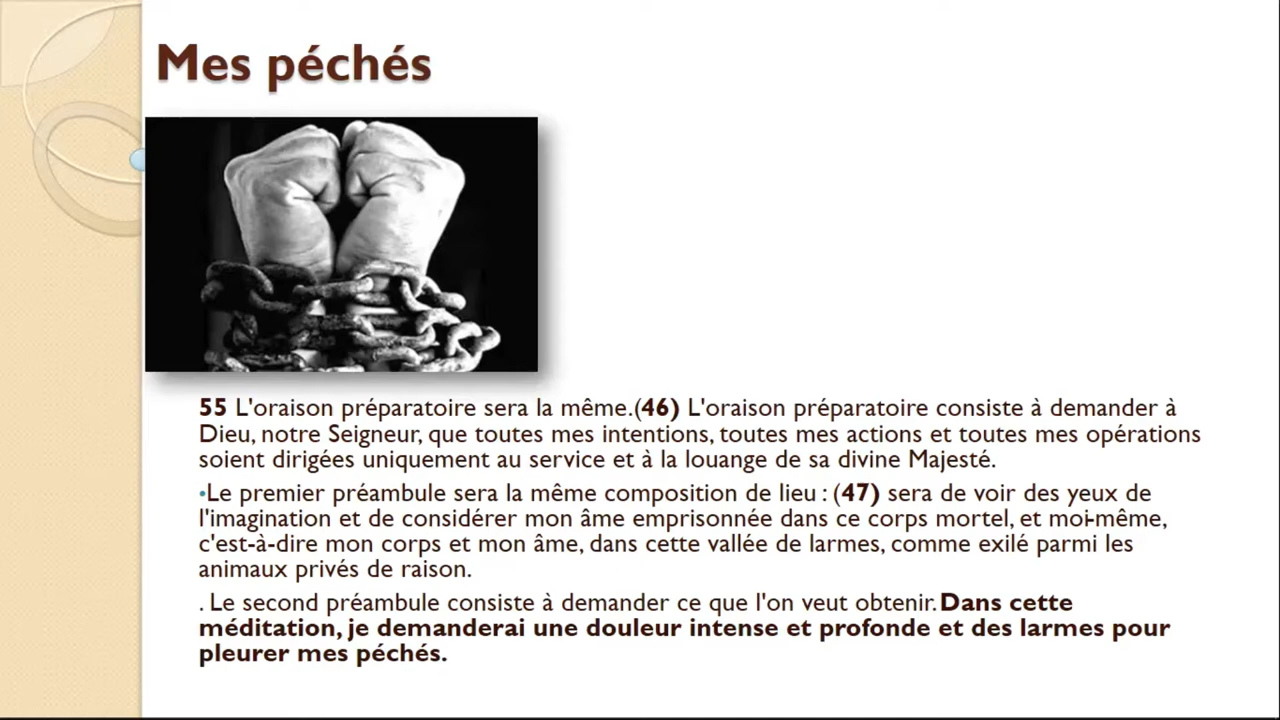 Mes péchés
55 L'oraison préparatoire sera la même.(46) L'oraison préparatoire consiste à demander à
Dieu, notre Seigneur, que toutes mes intentions, toutes mes actions et toutes mes opérations
soient dirigées uniquement au service et à la louange de sa divine Majesté.
•Le premier préambule sera la même composition de lieu : (47) sera de voir des yeux de
l'imagination et de considérer mon âme emprisonnée dans ce corps mortel, et moi-même,
c'est-à-dire mon corps et mon âme, dans cette vallée de larmes, comme exilé parmi les
animaux privés de raison.
. Le second préambule consiste à demander ce que l'on veut obtenir. Dans cette
méditation, je demanderai une douleur intense et profonde et des larmes pour
pleurer mes péchés.